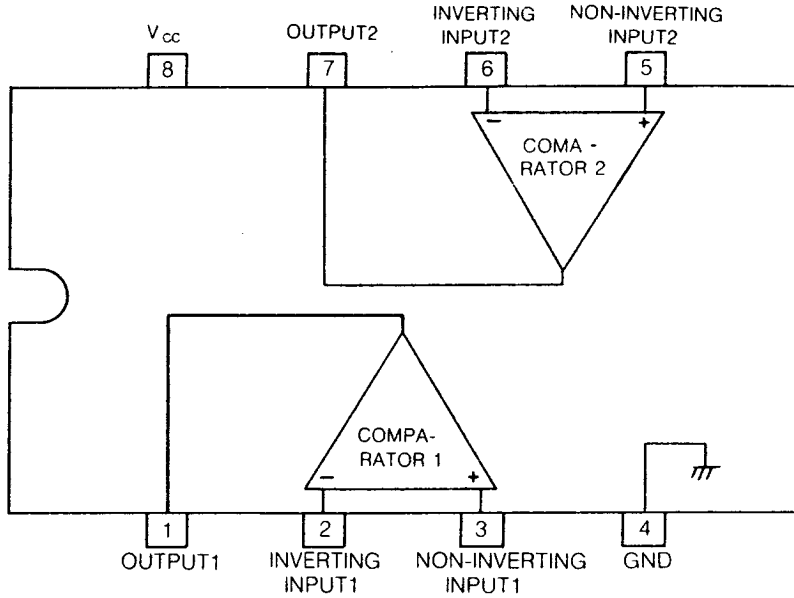 INVERTING NON-INVERTING
V CC OUTPUT2 INPUT2 INPUT2
8 7 6 5
− +
COMA -
RATOR 2
COMPA-
RATOR 1
− +
1 2 3 4
OUTPUT1 INVERTING NON-INVERTING GND
INPUT1 INPUT1